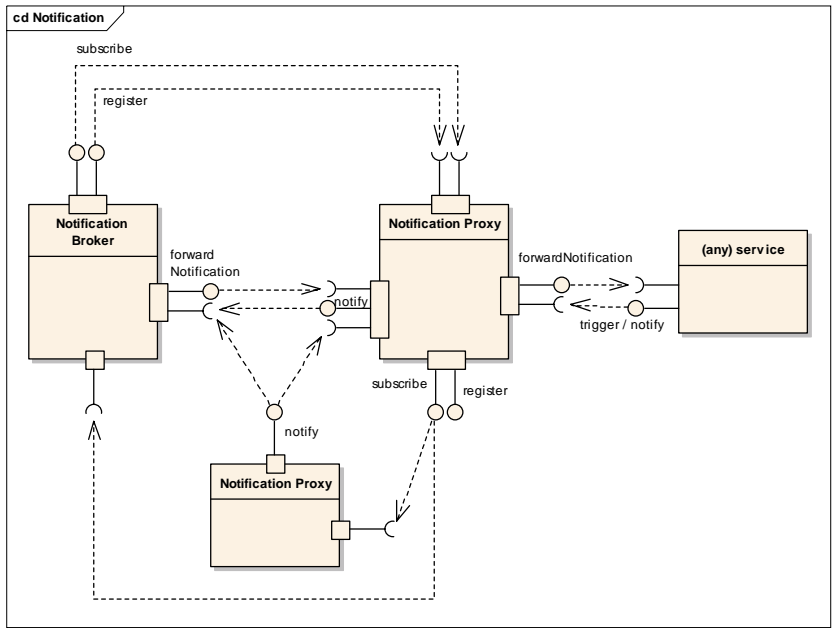 cd Notification
subscribe
register
Notification
Broker
Notification Proxy
(any) service
forward
Notification
forwardNotification
notify
trigger / notify
subscribe
register
notify
Notification Proxy